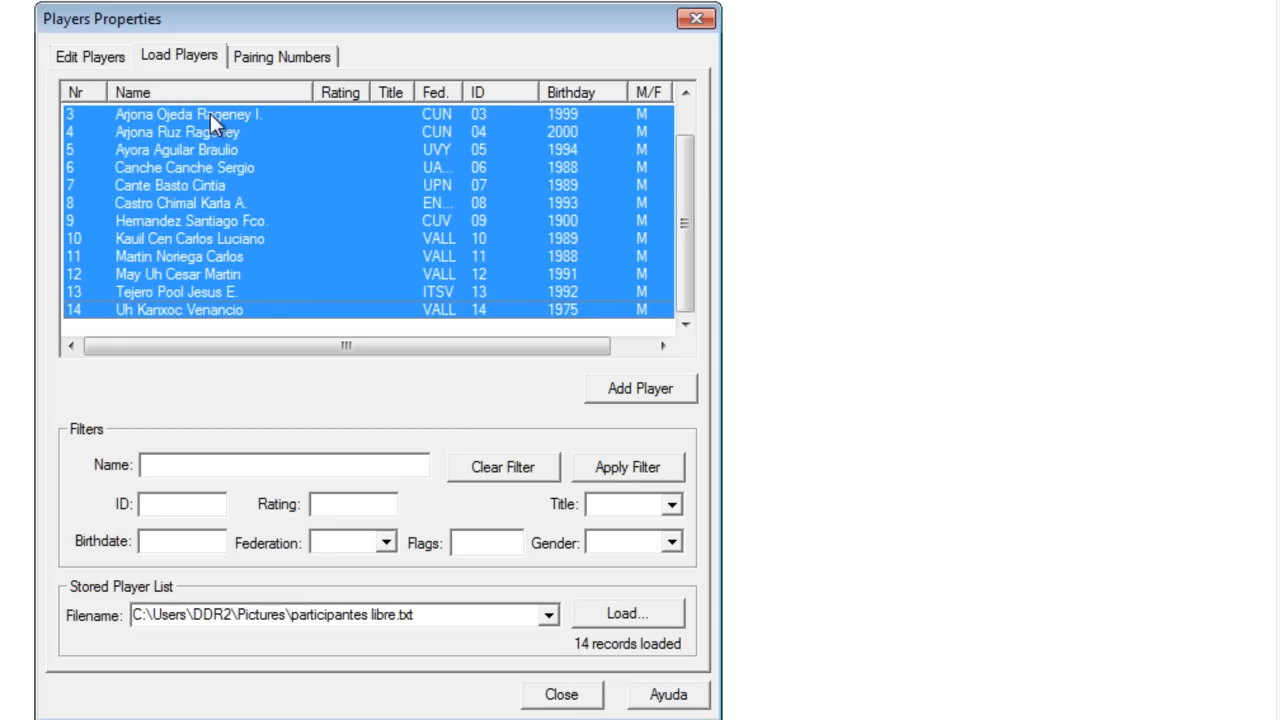 Players Properties
Edit Players Load Players Pairing Numbers
Nr Name Rating Title Fed. ID Birthday M/F
3 Arjona Ojeda Rageney I. CUN 03 1999 M
4 Arjona Ruz Rageney CUN 04 2000 M
5 Ayora Aguilar Braulio UVY 05 1994 M
6 Canche Canche Sergio UA... 06 1988 M
7 Cante Basto Cintia UPN 07 1989 M
8 Castro Chimal Karla A. EN... 08 1993 M
9 Hernandez Santiago Fco. CUV 09 1900 M
10 Kauil Cen Carlos Luciano VALL 10 1989 M
11 Martin Noriega Carlos VALL 11 1988 M
12 May Uh Cesar Martin VALL 12 1991 M
13 Tejero Pool Jesus E. ITSV 13 1992 M
14 Uh Kanxoc Venancio VALL 14 1975 M
Add Player
Filters
Name: Clear Filter Apply Filter
ID: Rating: Title:
Birthdate: Federation: Flags: Gender:
Stored Player List
Filename: C:\Users\DDR2\Pictures\participantes libre.txt Load...
14 records loaded
Close Ayuda